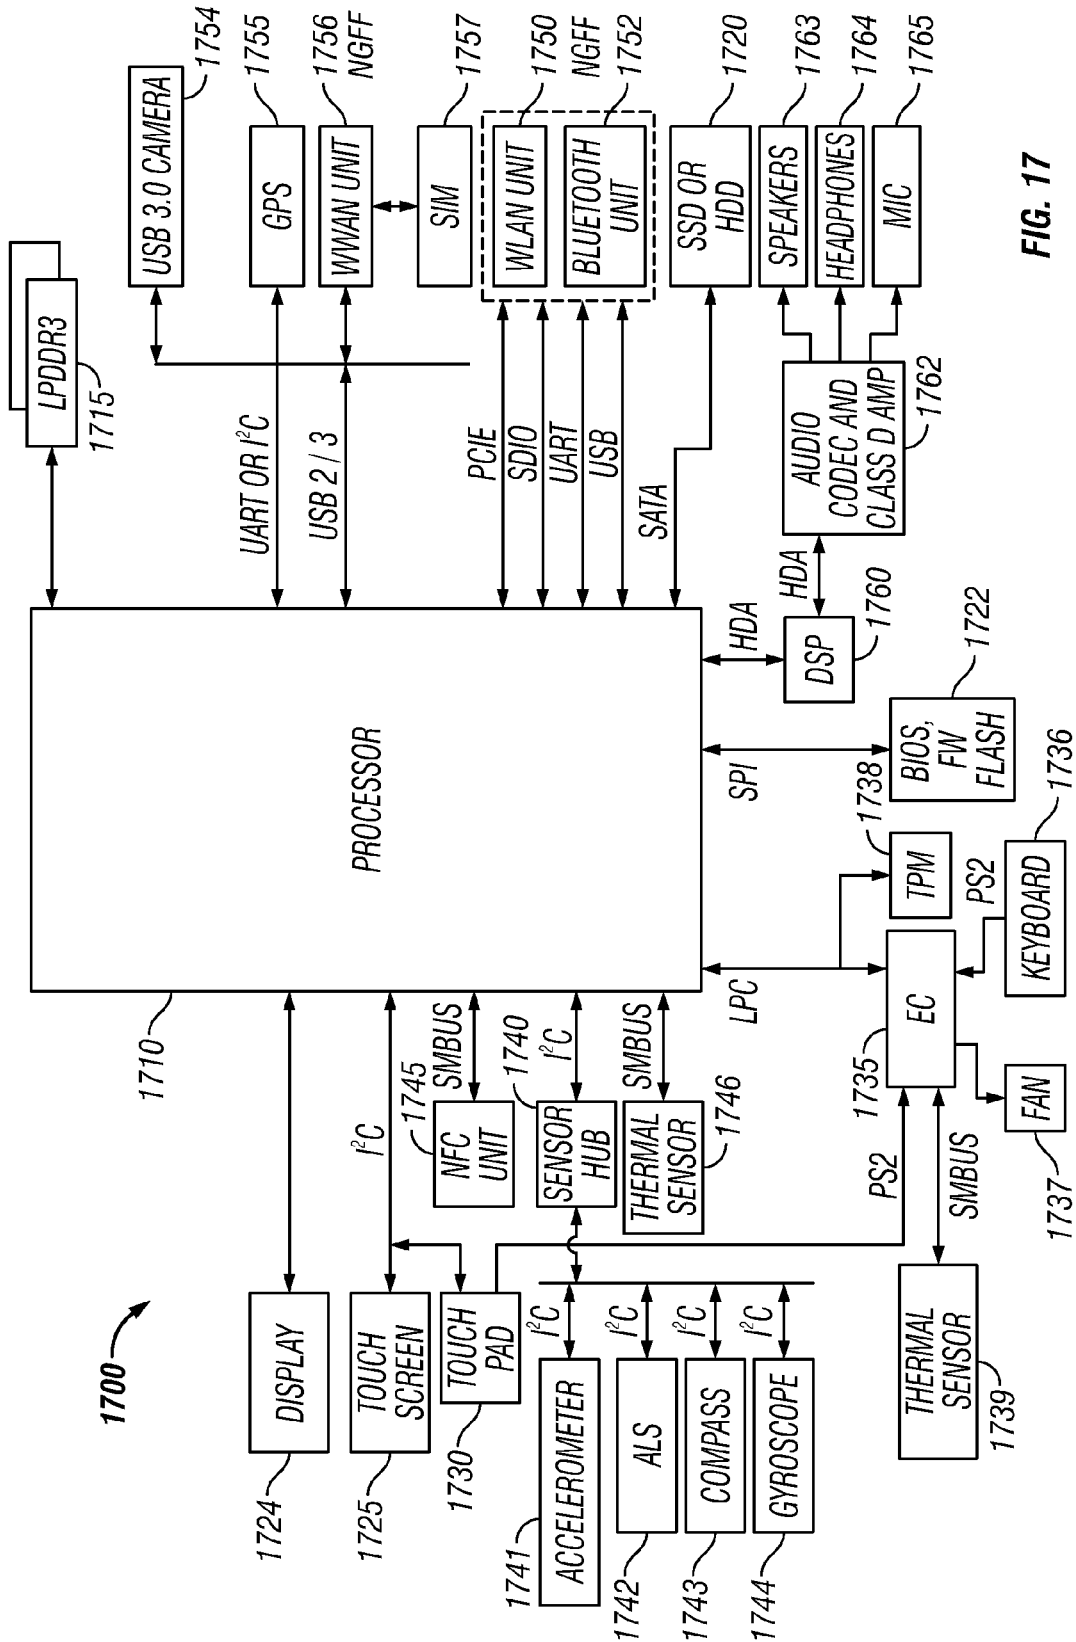 1700
DISPLAY
1724
TOUCH
SCREEN
1725
TOUCH
PAD
1730
ACCELEROMETER
1741
ALS
1742
COMPASS
1743
GYROSCOPE
1744
I²C
I²C
I²C
I²C
THERMAL
SENSOR
1739
I²C
NFC
UNIT
1745
SMBUS
SENSOR
HUB
1740
I²C
THERMAL
SENSOR
1746
SMBUS
PS2
SMBUS
FAN
1737
EC
1735
LPC
KEYBOARD
1736
PS2
TPM
1738
PROCESSOR
1710
SPI
BIOS,
FW
FLASH
1722
HDA
DSP
1760
HDA
AUDIO
CODEC AND
CLASS D AMP
1762
LPDDR3
1715
UART OR I²C
USB 2 / 3
PCIE
SDIO
UART
USB
SATA
USB 3.0 CAMERA
1754
GPS
1755
WWAN UNIT
1756
NGFF
SIM
1757
WLAN UNIT
1750
NGFF
BLUETOOTH
UNIT
1752
SSD OR
HDD
1720
SPEAKERS
1763
HEADPHONES
1764
MIC
1765
FIG. 17